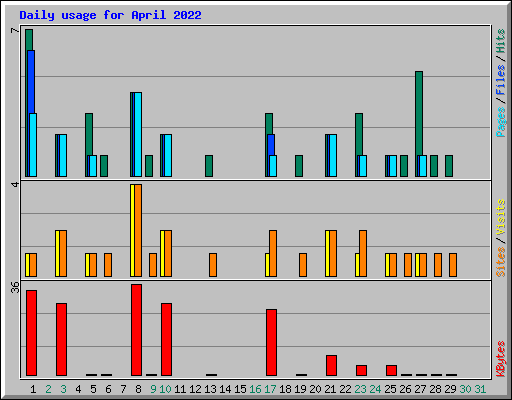 Daily usage for April 2022
7
Pages / Files / Hits
4
Sites / Visits
36
KBytes
1 2 3 4 5 6 7 8 9 10 11 12 13 14 15 16 17 18 19 20 21 22 23 24 25 26 27 28 29 30 31